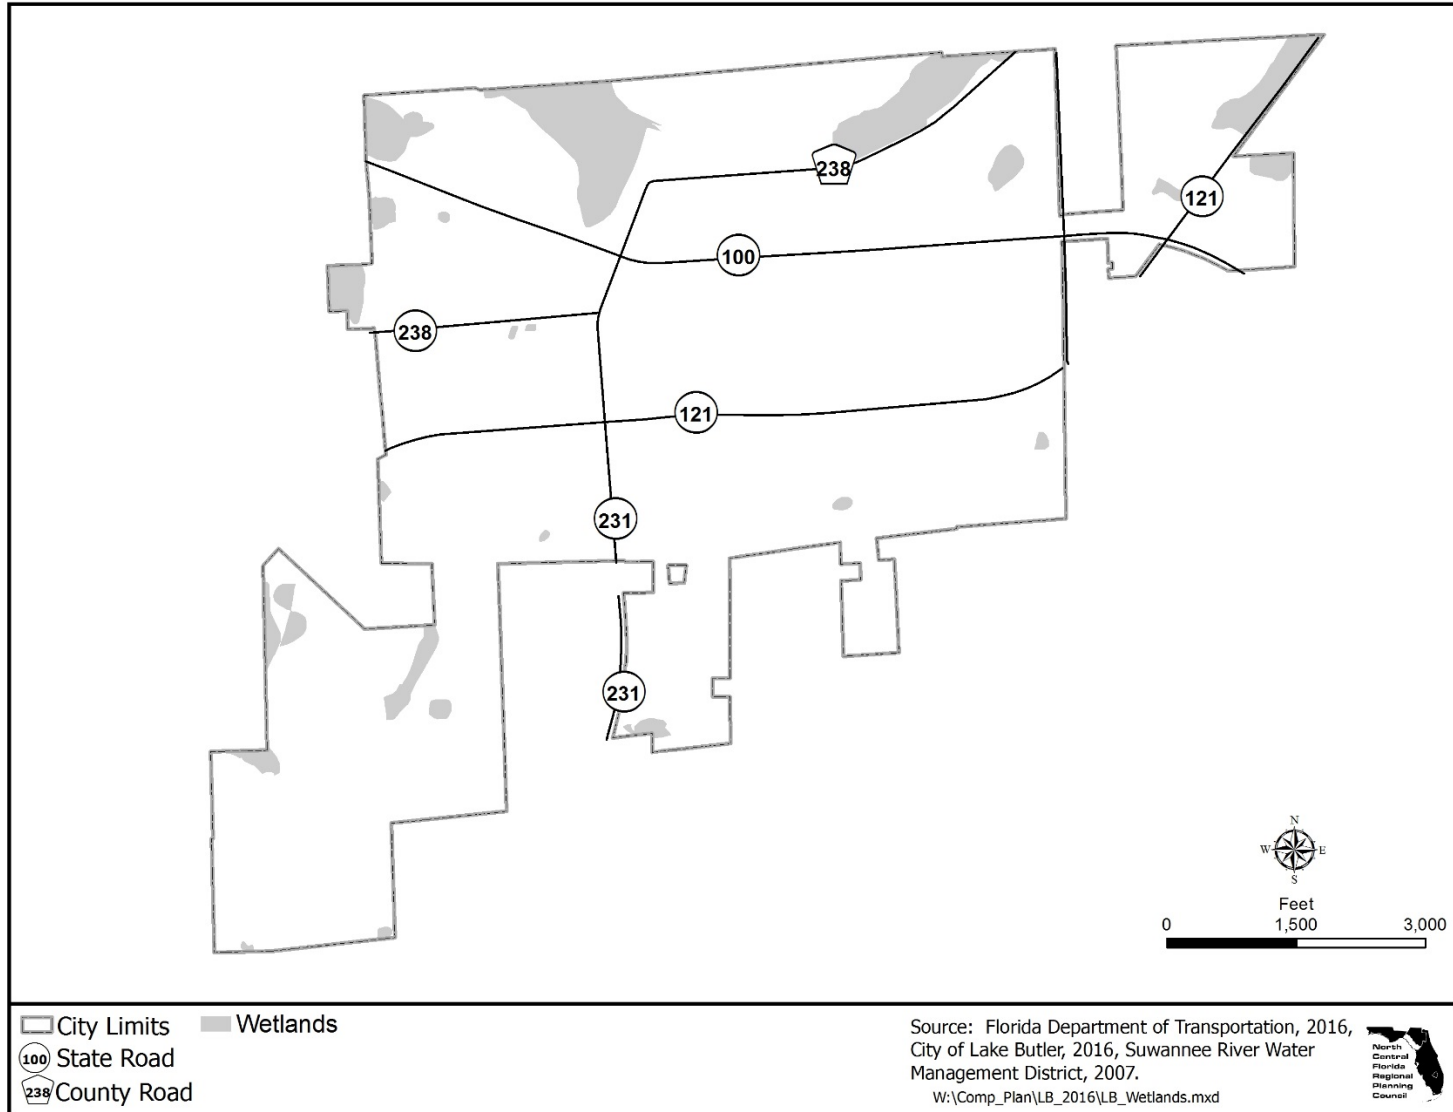 238
121
100
238
121
231
231
N
W E
S
Feet
0 1,500 3,000
City Limits Wetlands
100 State Road
238 County Road
Source: Florida Department of Transportation, 2016,
City of Lake Butler, 2016, Suwannee River Water
Management District, 2007.
W:\Comp_Plan\LB_2016\LB_Wetlands.mxd
North
Central
Florida
Regional
Planning
Council